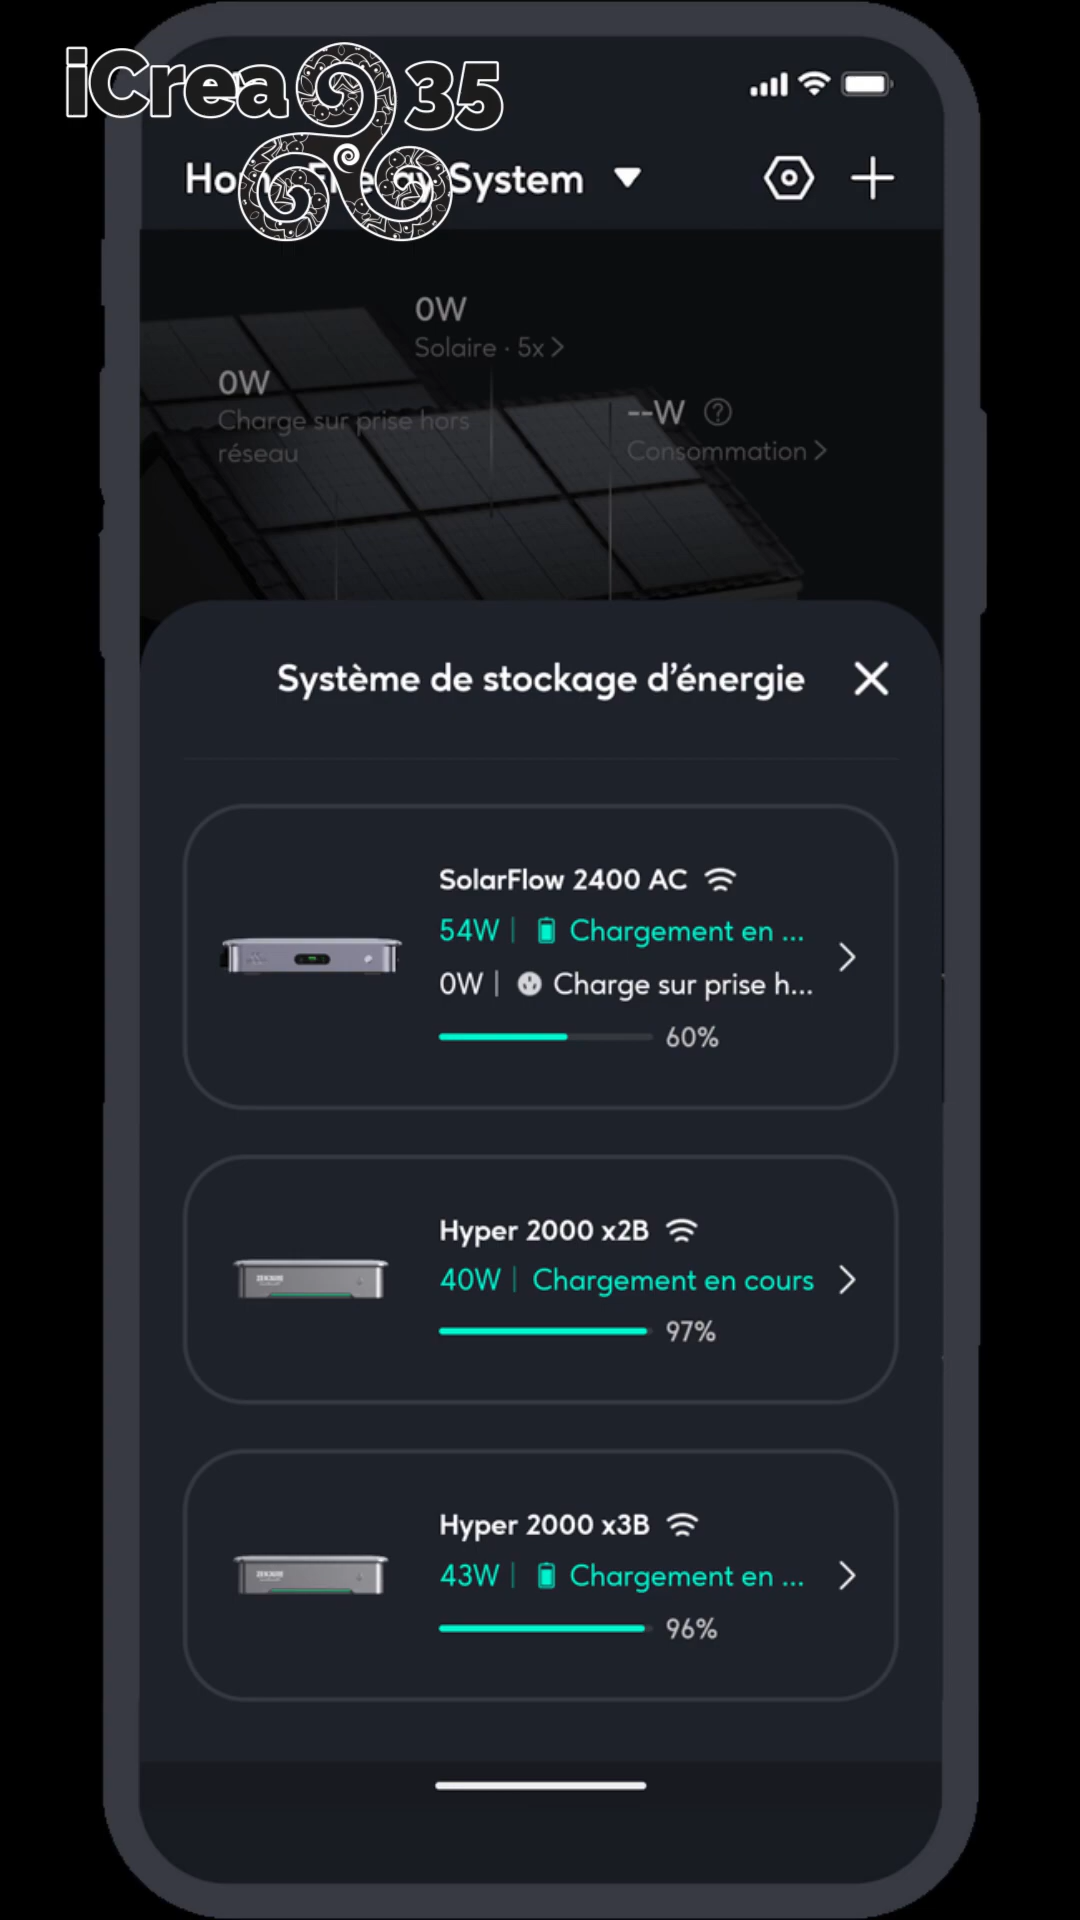 iCrea 35
Home Energy System
0W
Solaire · 5x
0W
Charge sur prise hors
réseau
--W
Consommation
Système de stockage d’énergie
SolarFlow 2400 AC
54W | Chargement en ...
0W | Charge sur prise h...
60%
Hyper 2000 x2B
40W | Chargement en cours
97%
Hyper 2000 x3B
43W | Chargement en ...
96%